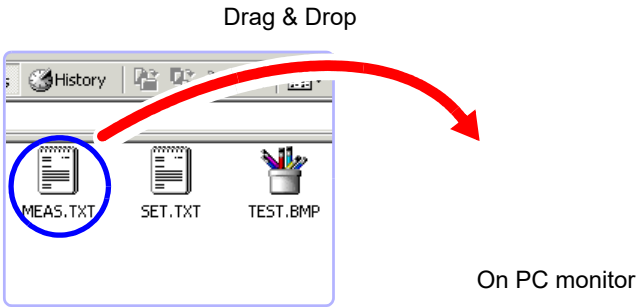 Drag & Drop
History
MEAS.TXT
SET.TXT
TEST.BMP
On PC monitor